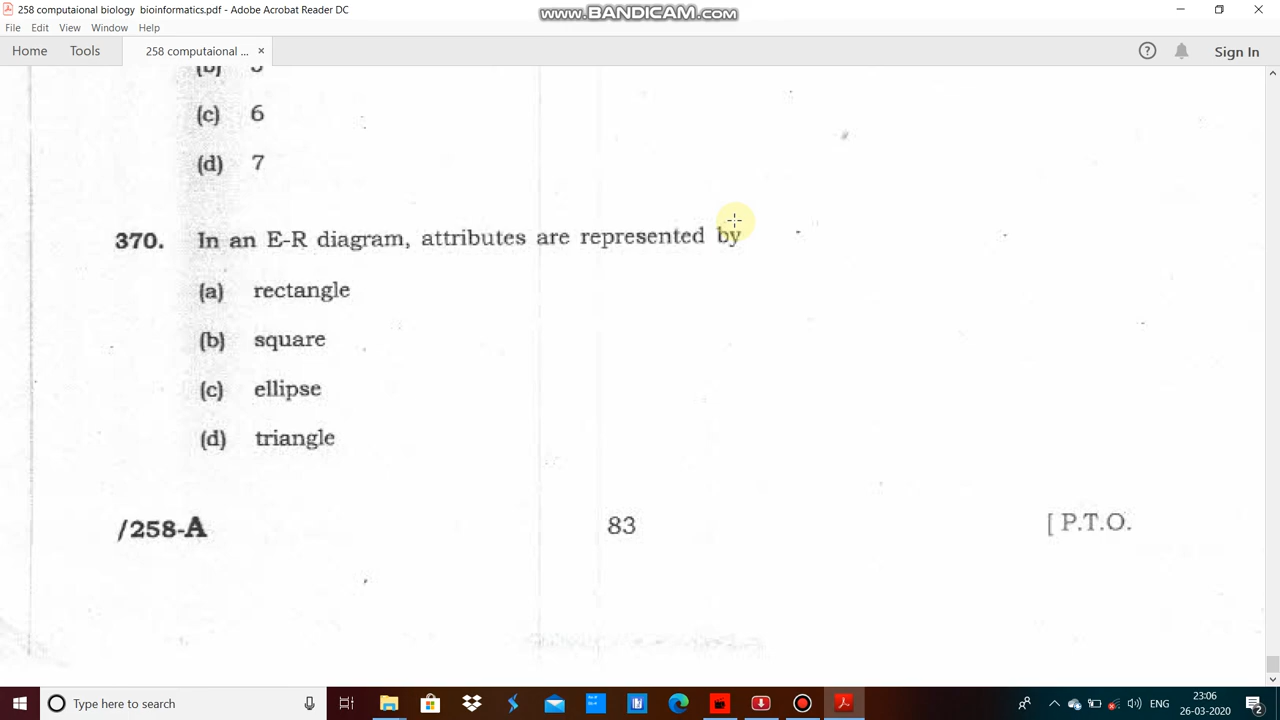 258 computaional biology bioinformatics.pdf - Adobe Acrobat Reader DC
www.BANDICAM.com
File Edit View Window Help
Home Tools 258 computaional ... × Sign In
(c) 6
(d) 7
370. In an E-R diagram, attributes are represented by
(a) rectangle
(b) square
(c) ellipse
(d) triangle
/258-A 83 [ P.T.O.
Type here to search
ENG 23:06
26-03-2020 2